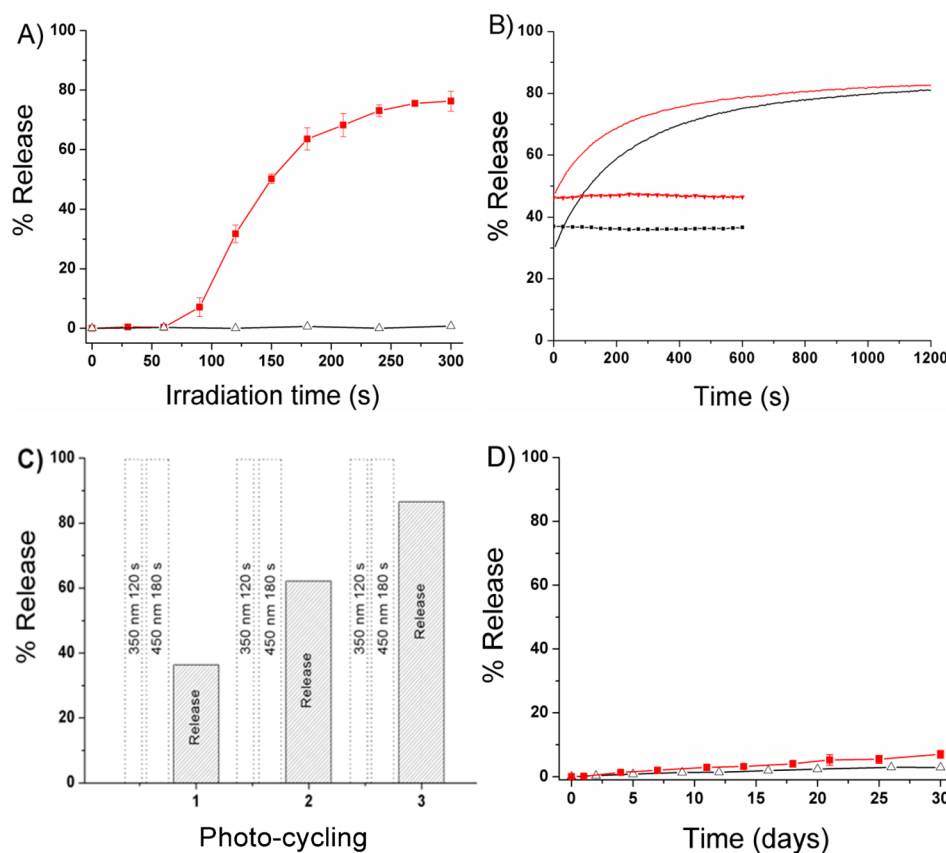 A)
% Release
100
80
60
40
20
0
0 50 100 150 200 250 300
Irradiation time (s)
B)
% Release
100
80
60
40
20
0
0 200 400 600 800 1000 1200
Time (s)
C)
% Release
100
80
60
40
20
0
350 nm 120 s
450 nm 180 s
Release
350 nm 120 s
450 nm 180 s
Release
350 nm 120 s
450 nm 180 s
Release
1 2 3
Photo-cycling
D)
% Release
100
80
60
40
20
0
0 5 10 15 20 25 30
Time (days)